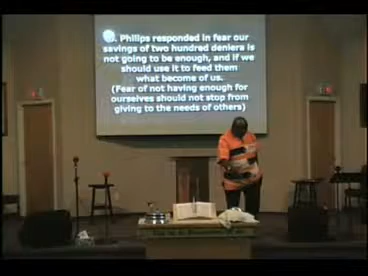 . Philips responded in fear our
savings of two hundred deniera is
not going to be enough, and if we
should use it to feed them
what become of us.
(Fear of not having enough for
ourselves should not stop from
giving to the needs of others)